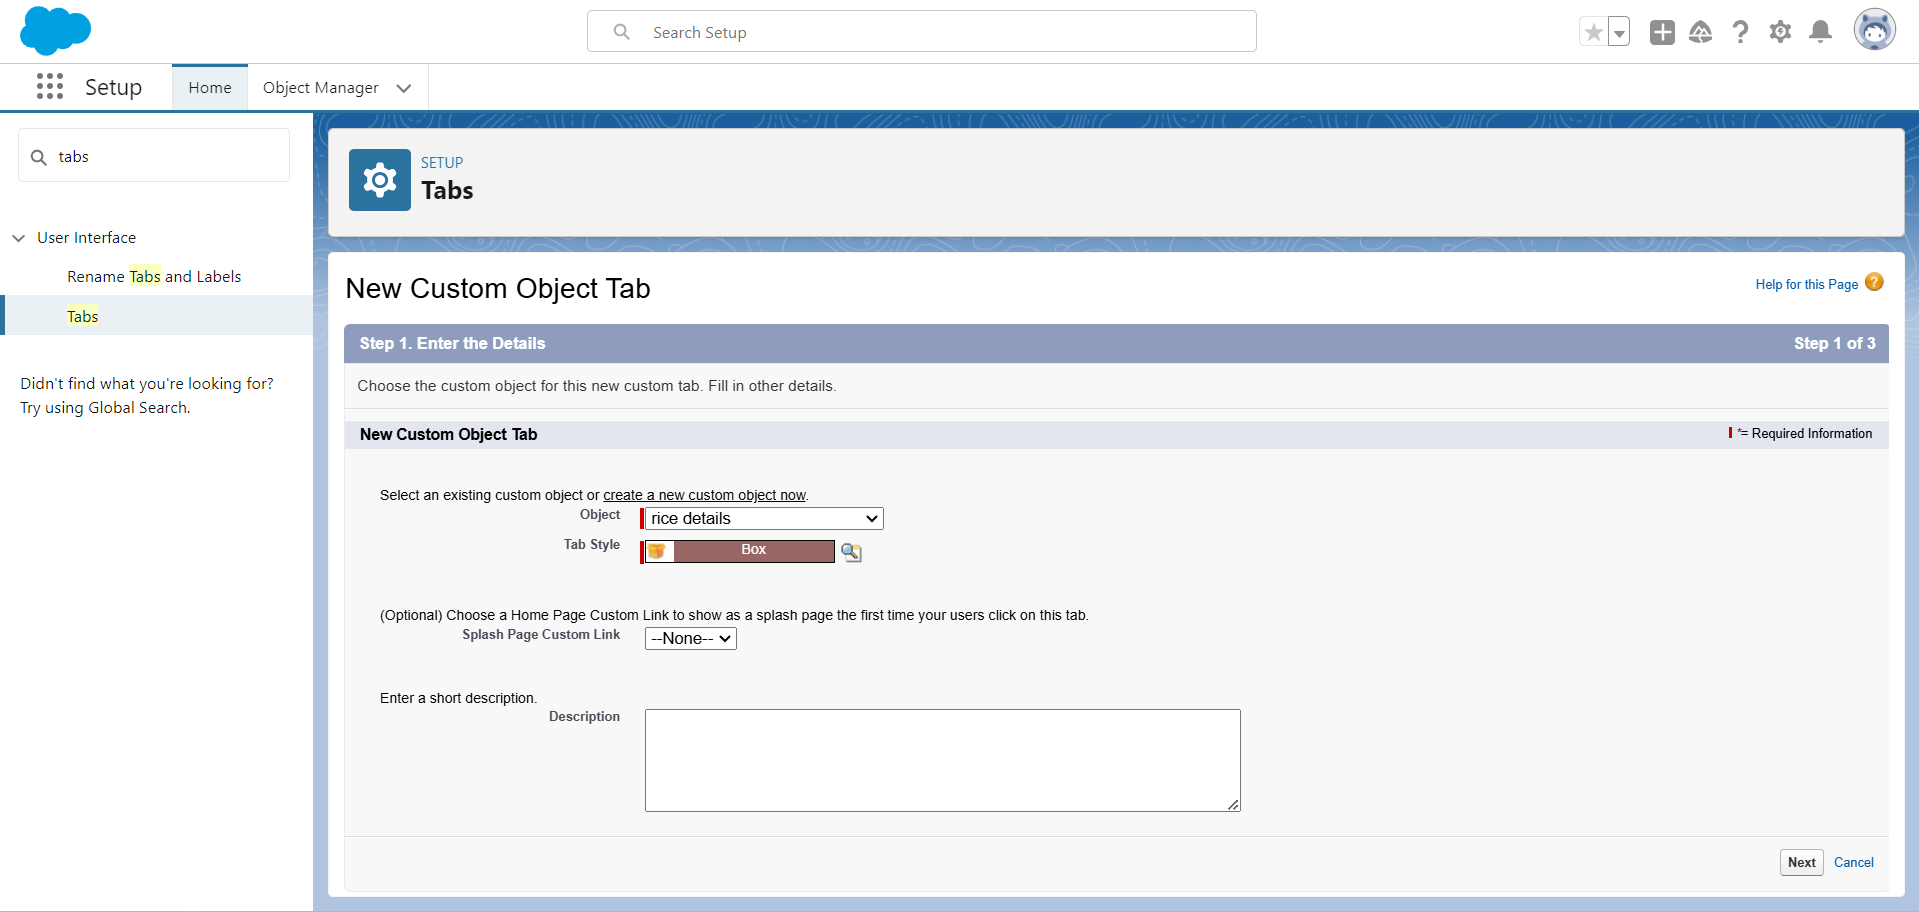 Search Setup
Setup
Home
Object Manager
tabs
User Interface
Rename Tabs and Labels
Tabs
Didn't find what you're looking for?
Try using Global Search.
SETUP
Tabs
New Custom Object Tab
Help for this Page
Step 1. Enter the Details
Step 1 of 3
Choose the custom object for this new custom tab. Fill in other details.
New Custom Object Tab
*= Required Information
Select an existing custom object or create a new custom object now.
Object
rice details
Tab Style
Box
(Optional) Choose a Home Page Custom Link to show as a splash page the first time your users click on this tab.
Splash Page Custom Link
--None--
Enter a short description.
Description
Next
Cancel